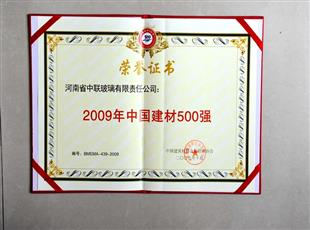 荣誉证书
河南省中联玻璃有限责任公司：
2009年中国建材500强
编号：BMEMA-439-2009